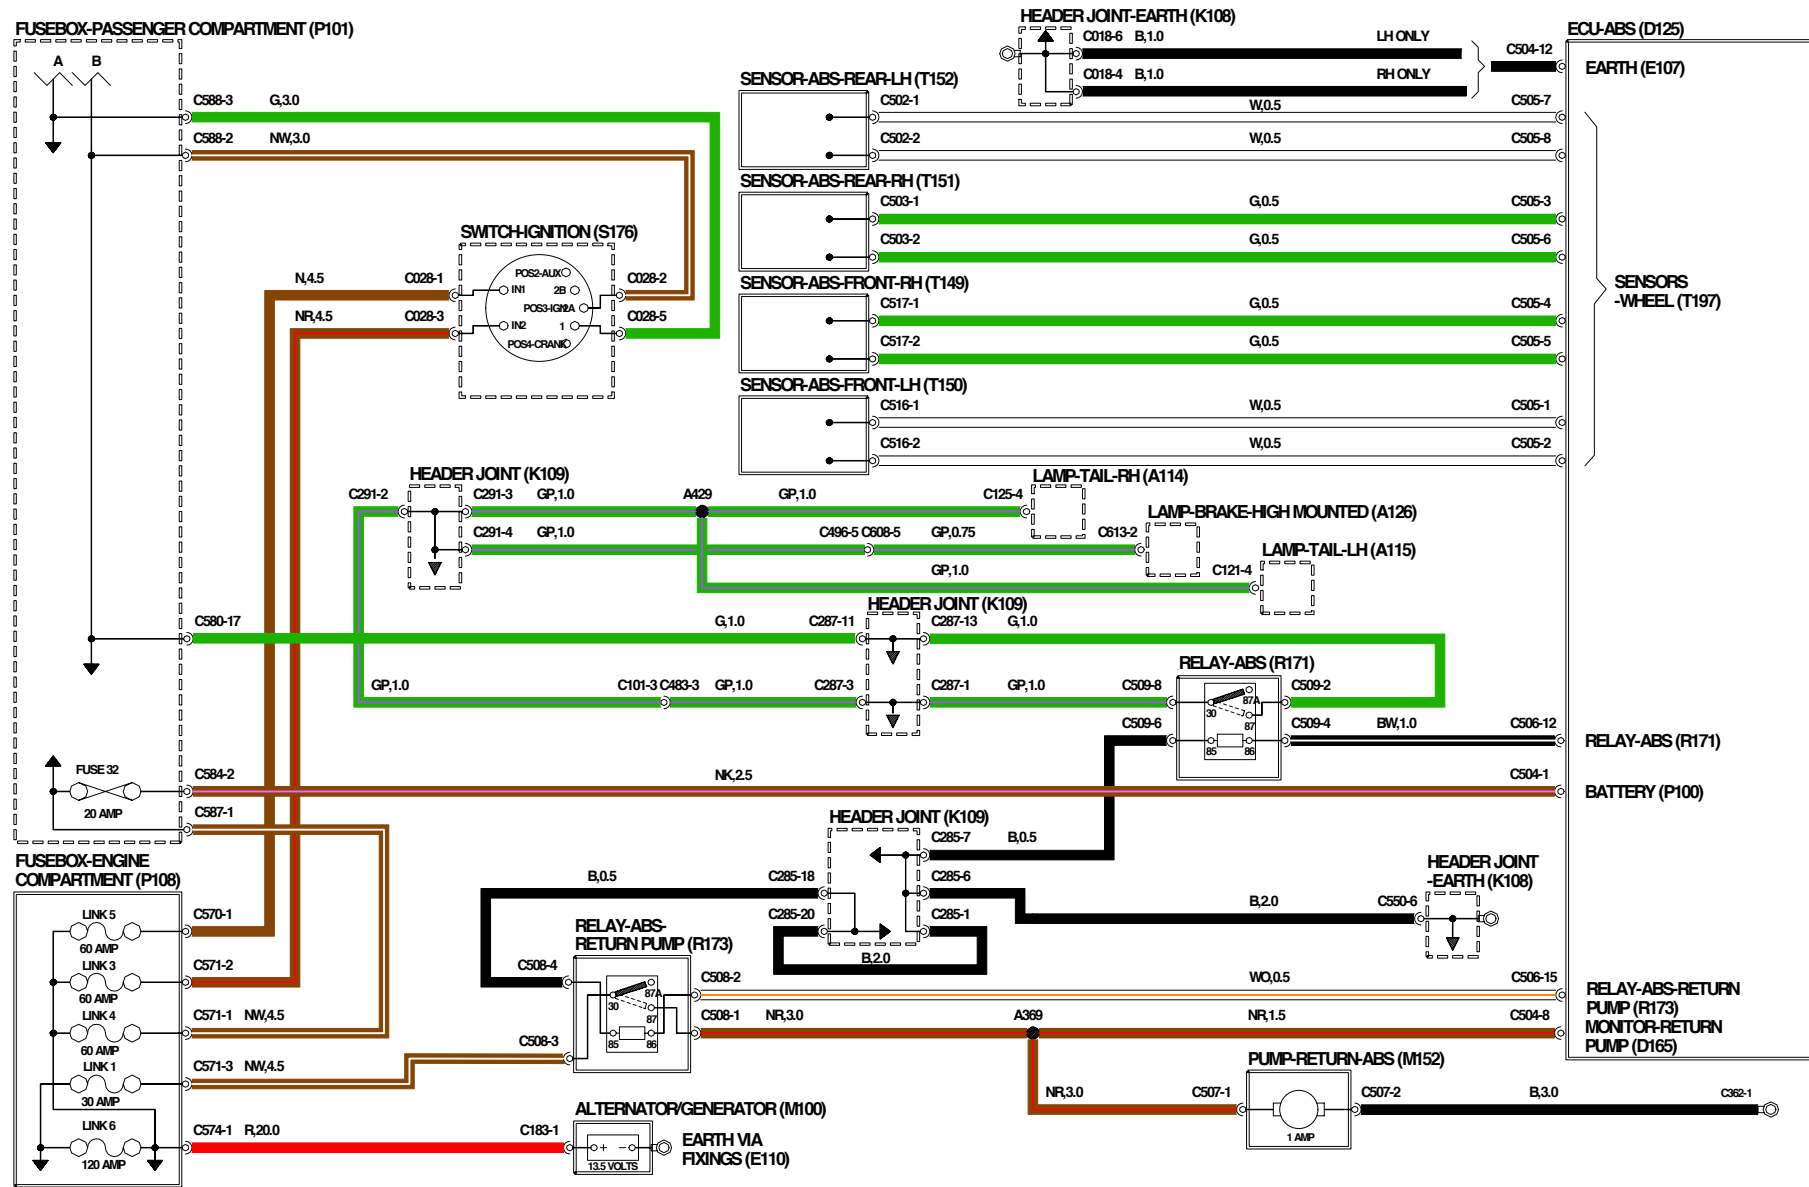 FUSEBOX-PASSENGER COMPARTMENT (P101)
A
B
C588-3
G,3.0
C588-2
NW,3.0
C580-17
FUSE 32
20 AMP
C584-2
C587-1
FUSEBOX-ENGINE
COMPARTMENT (P108)
LINK 5
60 AMP
C570-1
LINK 3
60 AMP
C571-2
LINK 4
60 AMP
C571-1
NW,4.5
LINK 1
30 AMP
C571-3
NW,4.5
LINK 6
120 AMP
C574-1
R,20.0
C183-1
SWITCH-IGNITION (S176)
N,4.5
C028-1
NR,4.5
C028-3
POS2-AUX
IN1
2B
POS3-IGN
2A
IN2
1
POS4-CRANK
C028-2
C028-5
HEADER JOINT-EARTH (K108)
C018-6
B,1.0
LH ONLY
C018-4
B,1.0
RH ONLY
C504-12
ECU-ABS (D125)
EARTH (E107)
SENSOR-ABS-REAR-LH (T152)
C502-1
W,0.5
C505-7
C502-2
W,0.5
C505-8
SENSOR-ABS-REAR-RH (T151)
C503-1
G,0.5
C505-3
C503-2
G,0.5
C505-6
SENSOR-ABS-FRONT-RH (T149)
C517-1
G,0.5
C505-4
C517-2
G,0.5
C505-5
SENSORS
-WHEEL (T197)
SENSOR-ABS-FRONT-LH (T150)
C516-1
W,0.5
C505-1
C516-2
W,0.5
C505-2
HEADER JOINT (K109)
C291-2
C291-3
GP,1.0
A429
GP,1.0
C125-4
LAMP-TAIL-RH (A114)
C291-4
GP,1.0
C496-5
C608-5
GP,0.75
C613-2
LAMP-BRAKE-HIGH MOUNTED (A126)
GP,1.0
C121-4
LAMP-TAIL-LH (A115)
HEADER JOINT (K109)
G,1.0
C287-11
C287-13
G,1.0
GP,1.0
C101-3
C483-3
GP,1.0
C287-3
C287-1
GP,1.0
RELAY-ABS (R171)
C509-8
87A
30
87
85
86
C509-2
C509-6
C509-4
BW,1.0
C506-12
RELAY-ABS (R171)
NK,2.5
C504-1
BATTERY (P100)
HEADER JOINT (K109)
C285-7
B,0.5
B,0.5
C285-18
C285-6
C285-20
C285-1
B,2.0
B,2.0
C550-6
HEADER JOINT
-EARTH (K108)
RELAY-ABS-
RETURN PUMP (R173)
C508-4
87A
30
87
85
86
C508-2
WO,0.5
C506-15
RELAY-ABS-RETURN
PUMP (R173)
C508-3
C508-1
NR,3.0
A369
NR,1.5
C504-8
MONITOR-RETURN
PUMP (D165)
PUMP-RETURN-ABS (M152)
NR,3.0
C507-1
1 AMP
C507-2
B,3.0
C362-1
ALTERNATOR/GENERATOR (M100)
+
-
13.5 VOLTS
EARTH VIA
FIXINGS (E110)